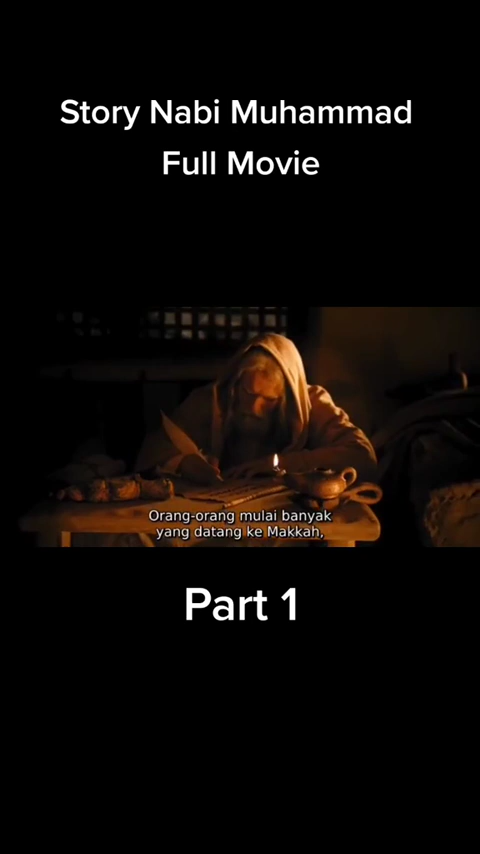 Story Nabi Muhammad
Full Movie
Orang-orang mulai banyak
yang datang ke Makkah,
Part 1